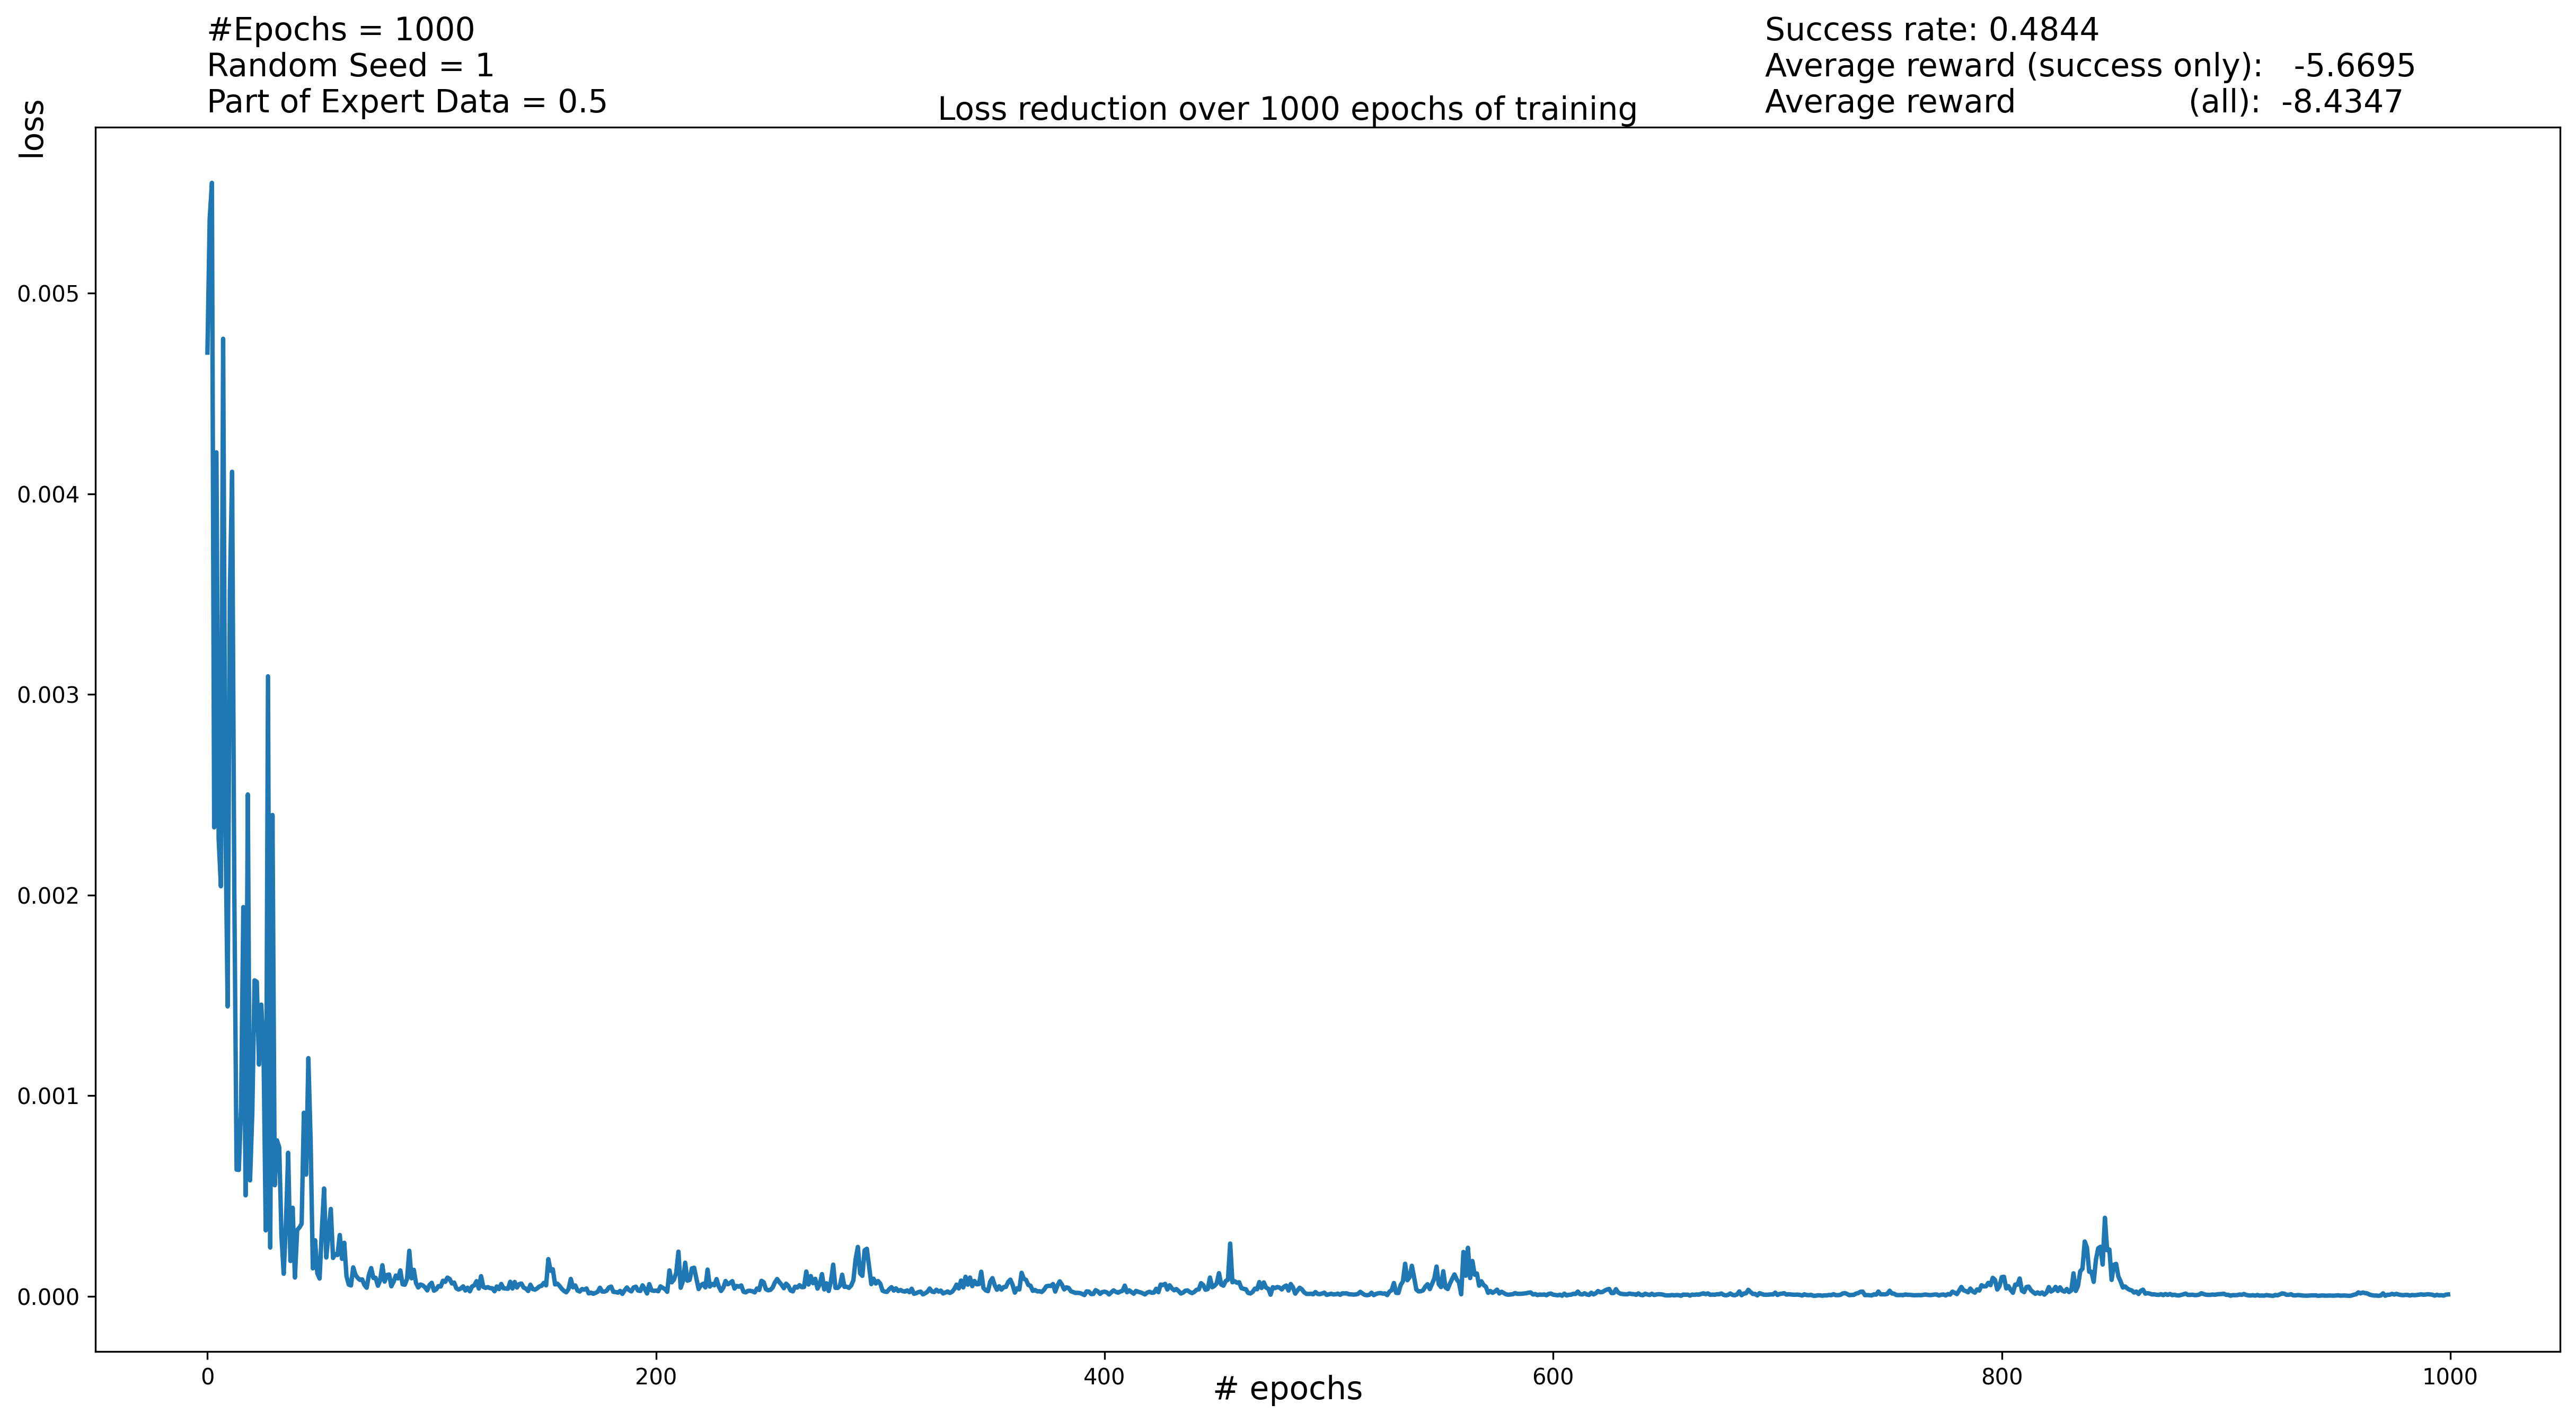 #Epochs = 1000
Random Seed = 1
Part of Expert Data = 0.5
Success rate: 0.4844
Average reward (success only): -5.6695
Average reward (all): -8.4347
Loss reduction over 1000 epochs of training
loss
0.005
0.004
0.003
0.002
0.001
0.000
0 200 400 600 800 1000
# epochs